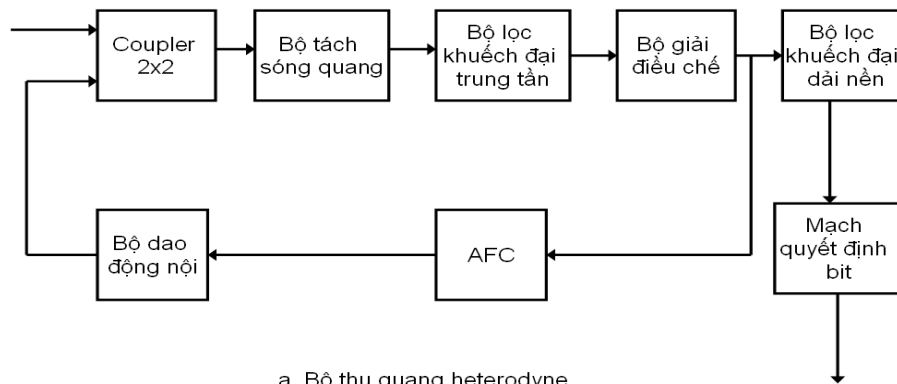 Coupler
2x2
Bộ tách
sóng quang
Bộ lọc
khuếch đại
trung tần
Bộ giải
điều chế
Bộ lọc
khuếch đại
dải nền
Bộ dao
động nội
AFC
Mạch
quyết định
bit
a. Bộ thu quang heterodyne